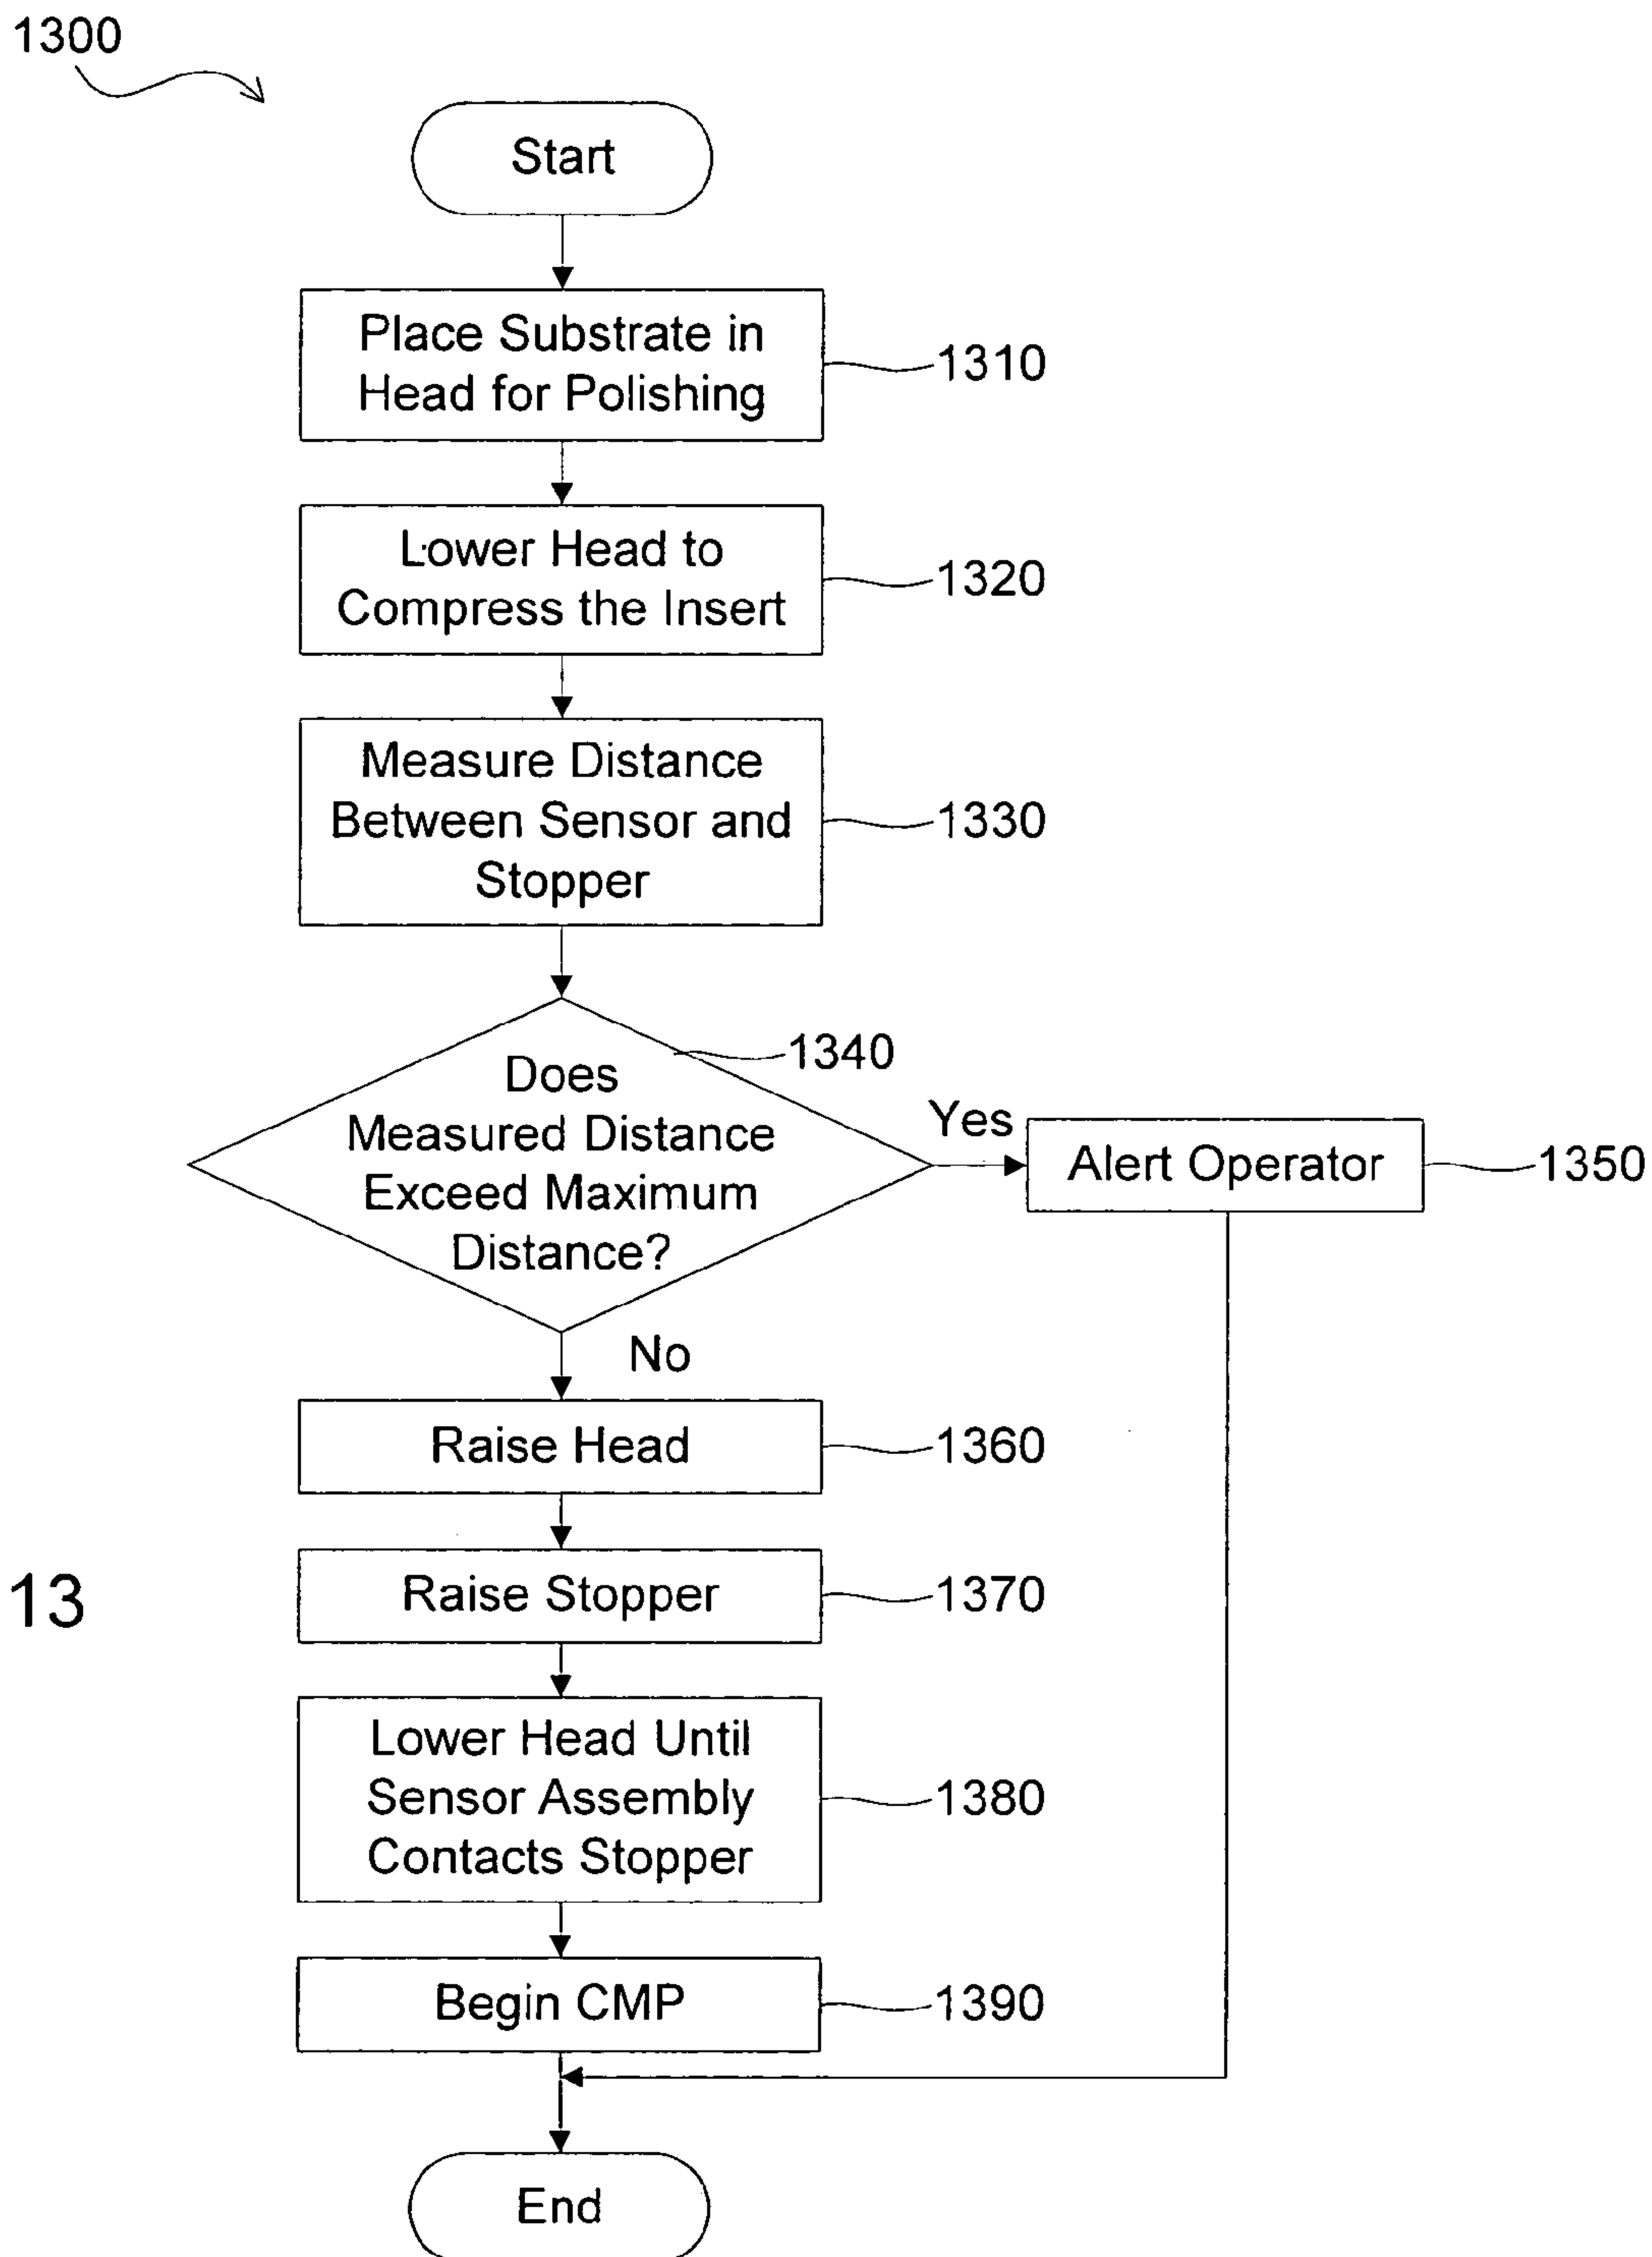 1300
Start
Place Substrate in
Head for Polishing
1310
Lower Head to
Compress the Insert
1320
Measure Distance
Between Sensor and
Stopper
1330
Does
Measured Distance
Exceed Maximum
Distance?
1340
Yes
Alert Operator
1350
No
Raise Head
1360
13
Raise Stopper
1370
Lower Head Until
Sensor Assembly
Contacts Stopper
1380
Begin CMP
1390
End